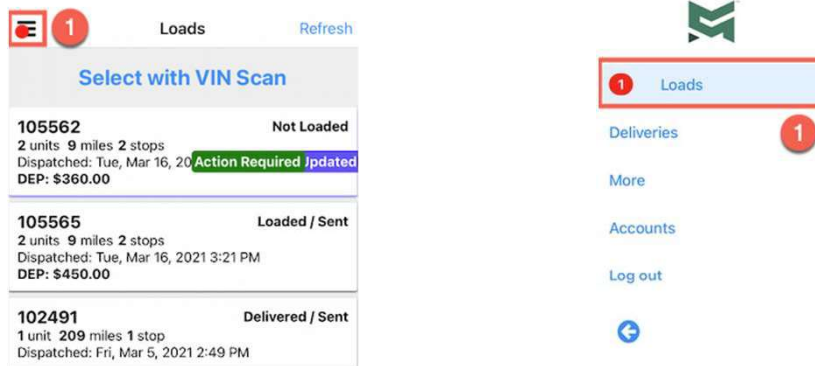 1
Loads
Refresh
Select with VIN Scan
105562
Not Loaded
2 units 9 miles 2 stops
Dispatched: Tue, Mar 16, 20
Action Required
Updated
DEP: $360.00
105565
Loaded / Sent
2 units 9 miles 2 stops
Dispatched: Tue, Mar 16, 2021 3:21 PM
DEP: $450.00
102491
Delivered / Sent
1 unit 209 miles 1 stop
Dispatched: Fri, Mar 5, 2021 2:49 PM
1
Loads
Deliveries
1
More
Accounts
Log out